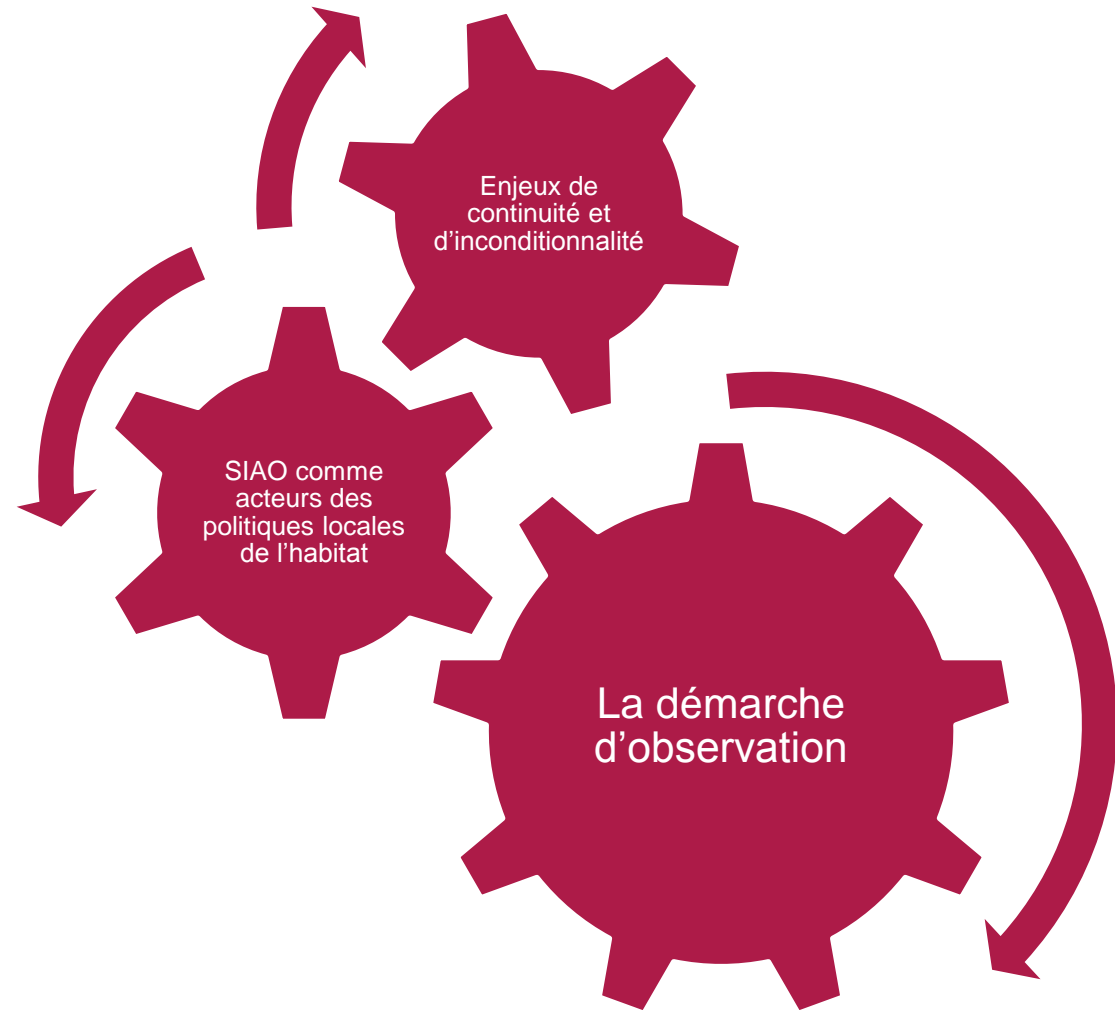 Enjeux de
continuité et
d'inconditionnalité
SIAO comme
acteurs des
politiques locales
de l’habitat
La démarche
d’observation